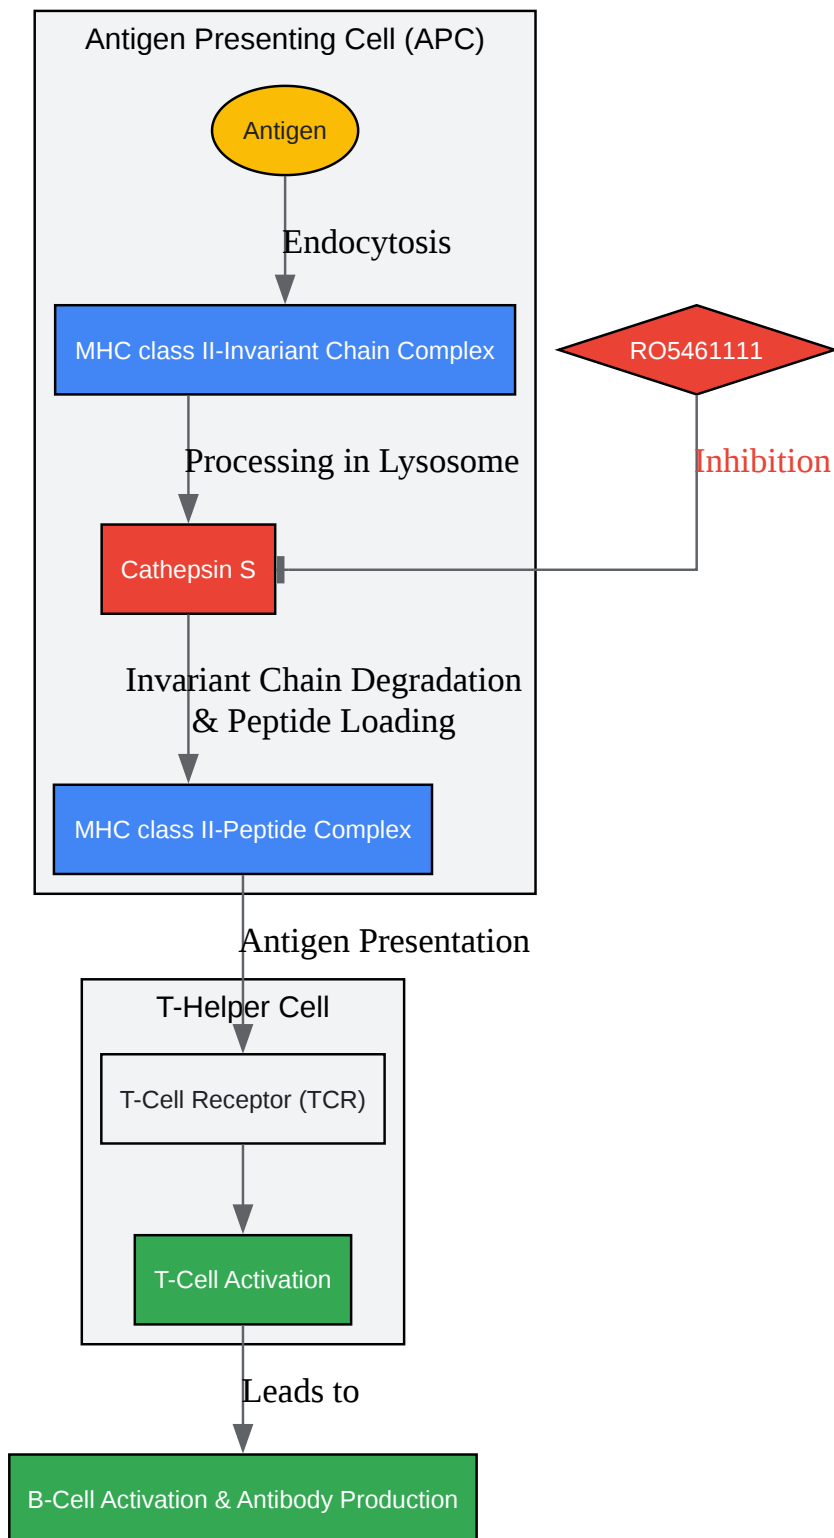 Antigen Presenting Cell (APC)
Antigen
Endocytosis
MHC class II-Invariant Chain Complex
RO5461111
Processing in Lysosome
Inhibition
Cathepsin S
Invariant Chain Degradation
& Peptide Loading
MHC class II-Peptide Complex
Antigen Presentation
T-Helper Cell
T-Cell Receptor (TCR)
T-Cell Activation
Leads to
B-Cell Activation & Antibody Production